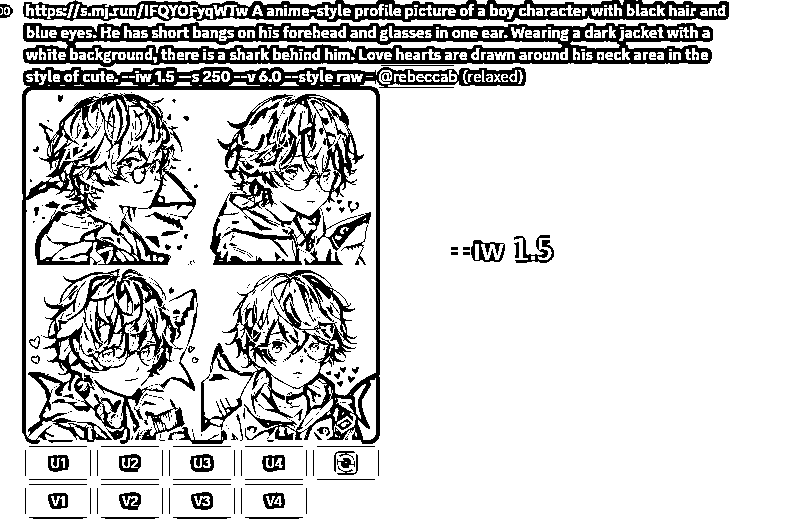 https://s.mj.run/IFQYOFyqWTw A anime-style profile picture of a boy character with black hair and
blue eyes. He has short bangs on his forehead and glasses in one ear. Wearing a dark jacket with a
white background, there is a shark behind him. Love hearts are drawn around his neck area in the
style of cute. --iw 1.5 --s 250 --v 6.0 --style raw - @rebeccab (relaxed)
--iw 1.5
U1 U2 U3 U4
V1 V2 V3 V4